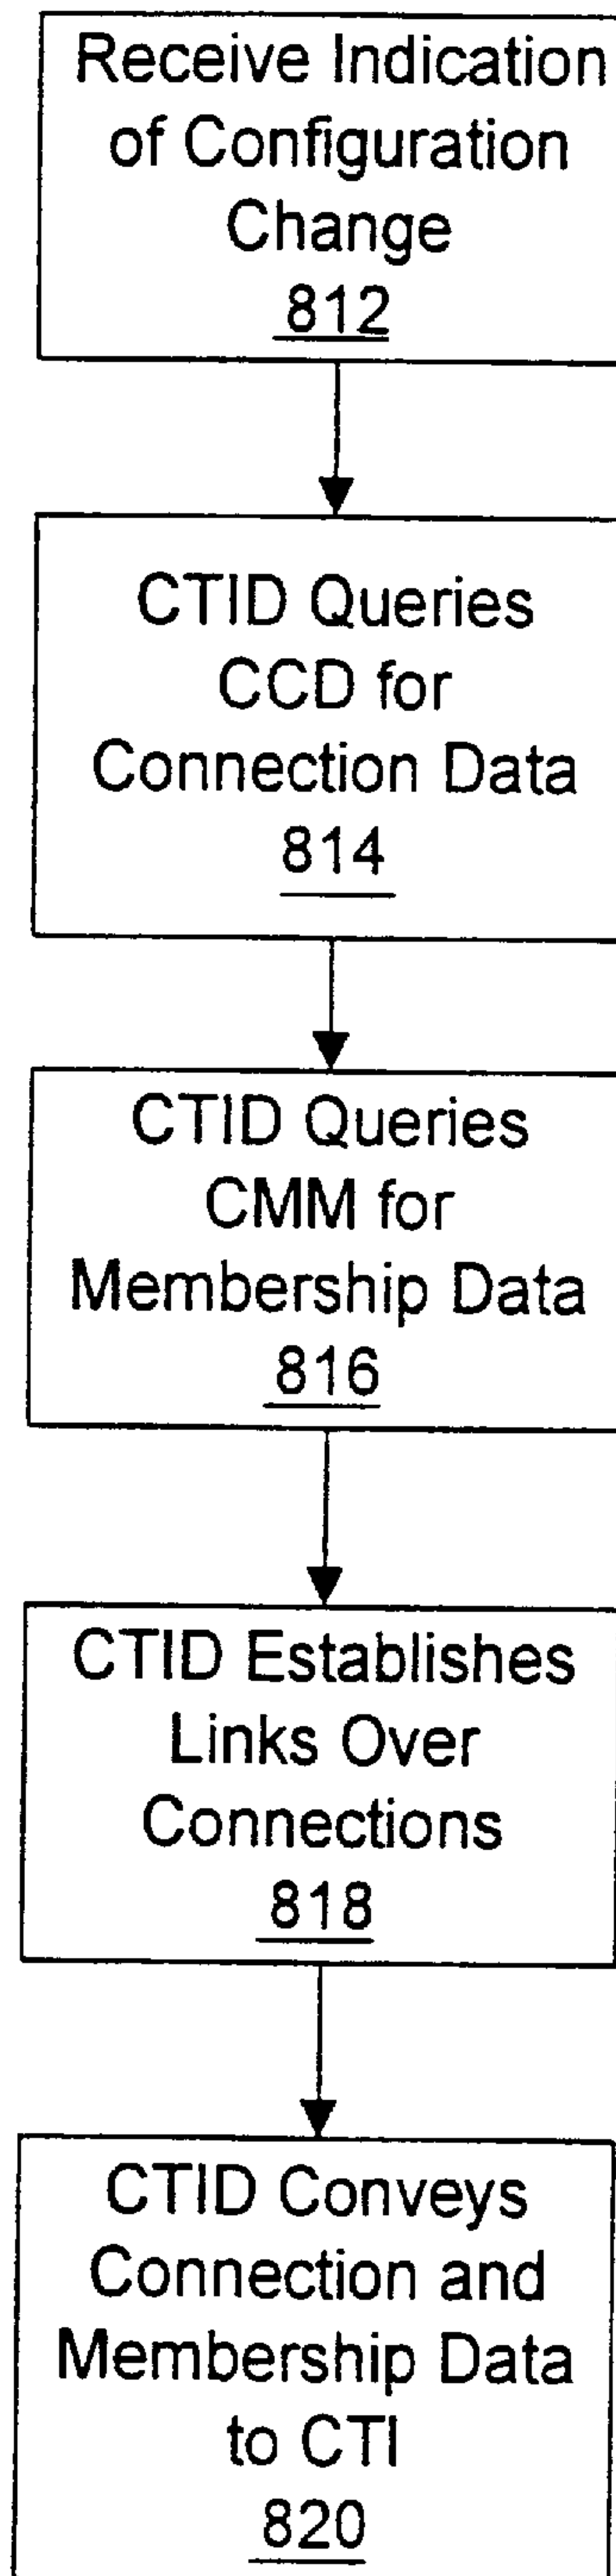 Receive Indication
of Configuration
Change
812
CTID Queries
CCD for
Connection Data
814
CTID Queries
CMM for
Membership Data
816
CTID Establishes
Links Over
Connections
818
CTID Conveys
Connection and
Membership Data
to CTI
820